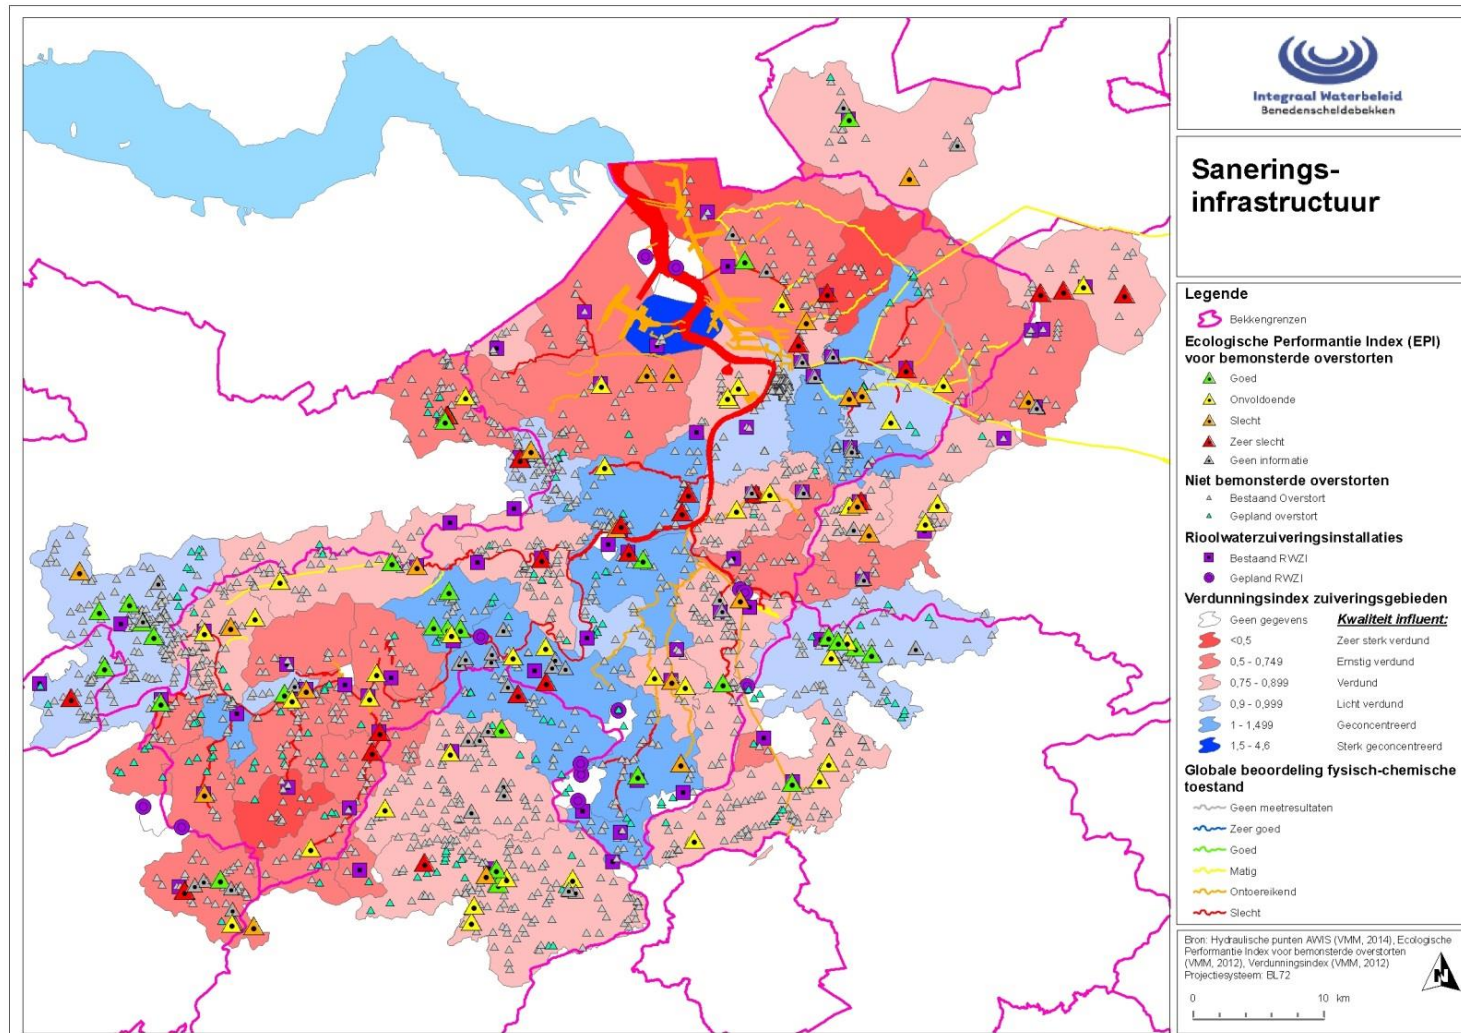 Integraal Waterbeleid
Benedenscheldebekken
Sanerings-
infrastructuur
Legende
Bekkengrenzen
Ecologische Performantie Index (EPI)
voor bemonsterde overstorten
Goed
Onvoldoende
Slecht
Zeer slecht
Geen informatie
Niet bemonsterde overstorten
Bestaand Overstort
Gepland overstort
Rioolwaterzuiveringsinstallaties
Bestaand RWZI
Gepland RWZI
Verdunningsindex zuiveringsgebieden
Geen gegevens Kwaliteit influent:
<0,5 Zeer sterk verdund
0,5 - 0,749 Ernstig verdund
0,75 - 0,899 Verdund
0,9 - 0,999 Licht verdund
1 - 1,499 Geconcentreerd
1,5 - 4,6 Sterk geconcentreerd
Globale beoordeling fysisch-chemische
toestand
Geen meetresultaten
Zeer goed
Goed
Matig
Ontoereikend
Slecht
Bron: Hydraulische punten AWIS (VMM, 2014), Ecologische
Performantie Index voor bemonsterde overstorten
(VMM, 2012), Verdunningsindex (VMM, 2012)
Projectiesysteem: BL72
N
0 10 km